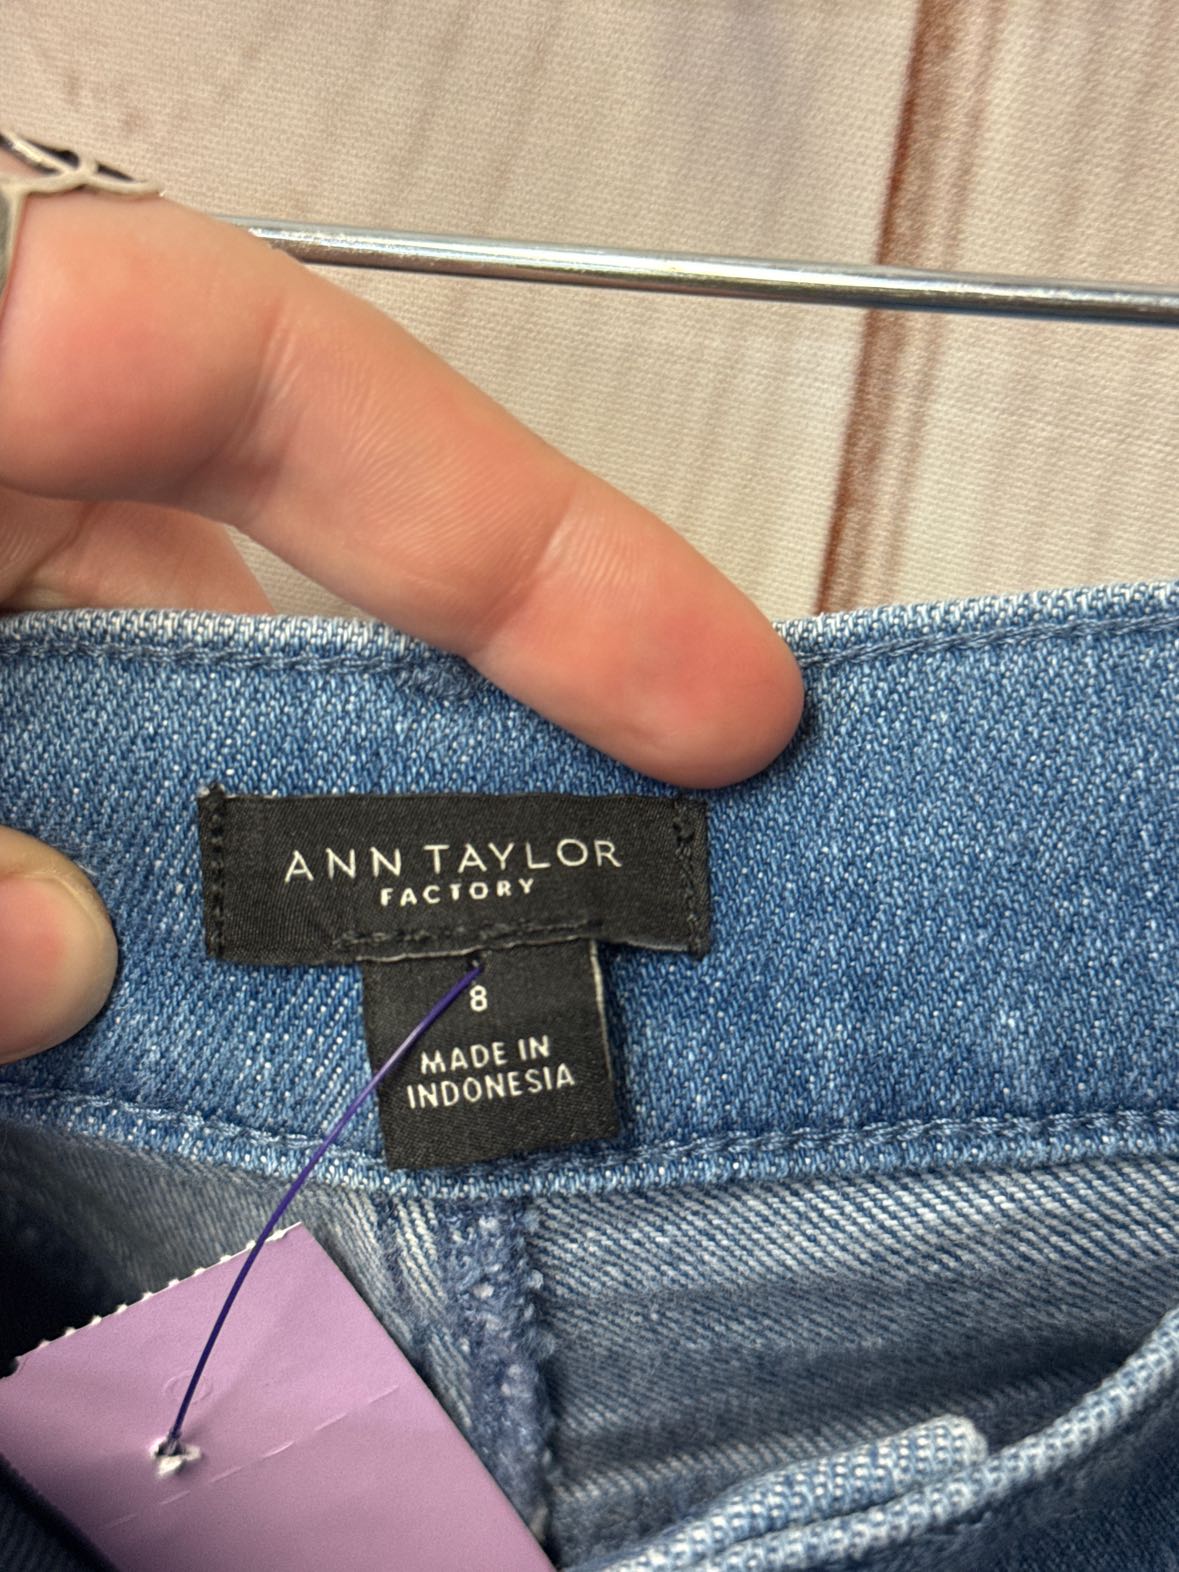 ANN TAYLOR
FACTORY
8
MADE IN
INDONESIA